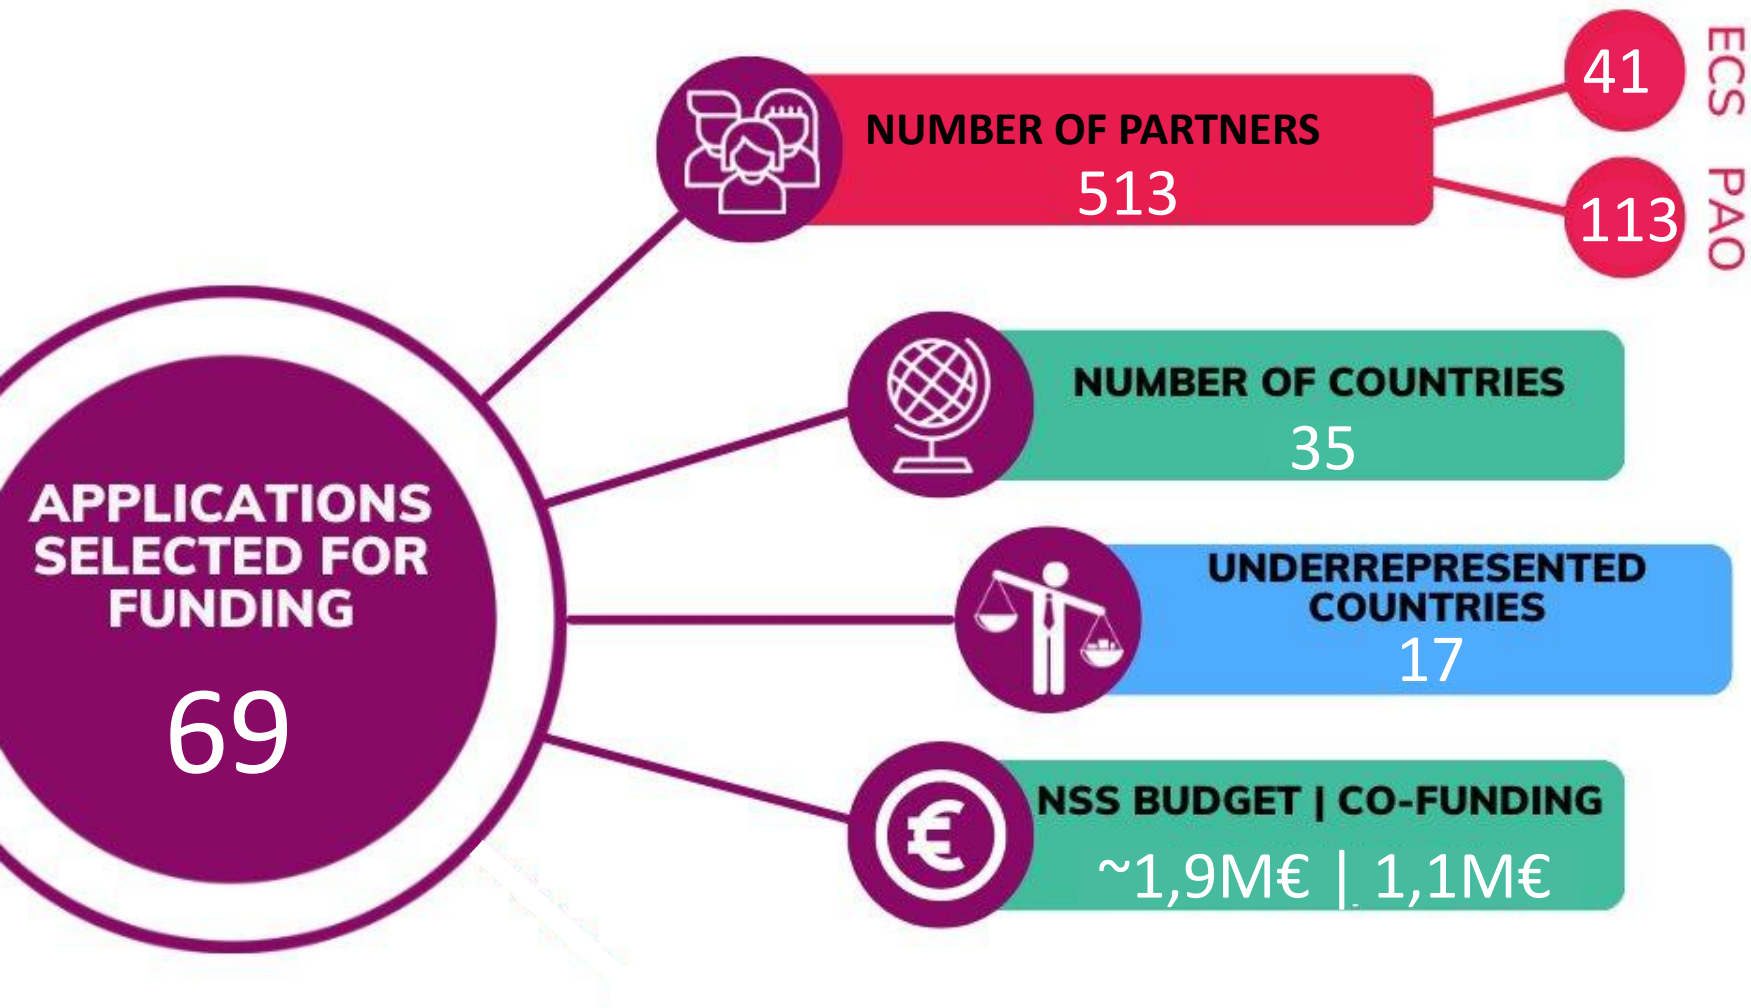 APPLICATIONS
SELECTED FOR
FUNDING
69
NUMBER OF PARTNERS
513
41
ECS
113
PAO
NUMBER OF COUNTRIES
35
UNDERREPRESENTED
COUNTRIES
17
NSS BUDGET | CO-FUNDING
~1,9M€ | 1,1M€